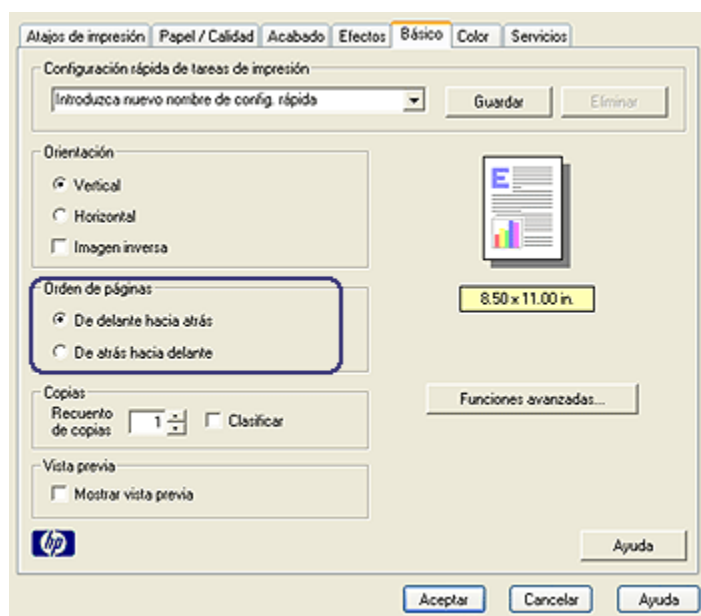 Atajos de impresión Papel / Calidad Acabado Efectos Básico Color Servicios
Configuración rápida de tareas de impresión
Introduzca nuevo nombre de config. rápida Guardar Eliminar
Orientación
Vertical
Horizontal
Imagen inversa
E
8.50 x 11.00 in.
Orden de páginas
De delante hacia atrás
De atrás hacia delante
Copias
Recuento
de copias 1 Clasificar
Funciones avanzadas...
Vista previa
Mostrar vista previa
hp Ayuda
Aceptar Cancelar Ayuda